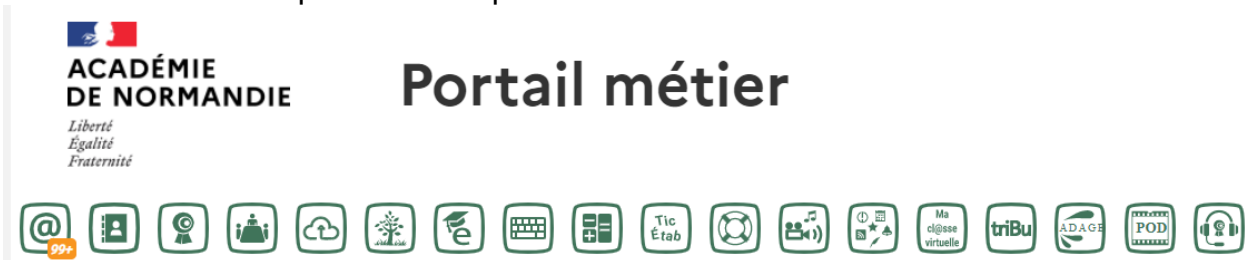 ACADÉMIE
DE NORMANDIE
Liberté
Égalité
Fraternité
Portail métier
@
99+
e
Tic
Étab
Ma
cl@sse
virtuelle
triBu
ADAGE
POD